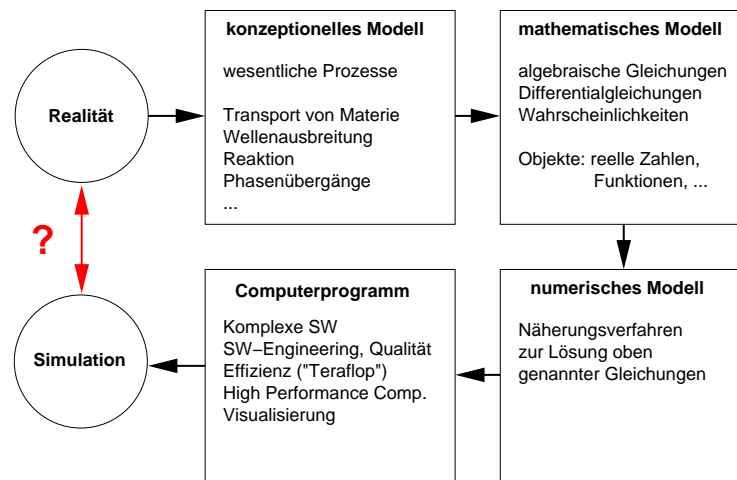 Realität
konzeptionelles Modell
wesentliche Prozesse
Transport von Materie
Wellenausbreitung
Reaktion
Phasenübergänge
...
mathematisches Modell
algebraische Gleichungen
Differentialgleichungen
Wahrscheinlichkeiten
Objekte: reelle Zahlen,
Funktionen, ...
numerisches Modell
Näherungsverfahren
zur Lösung oben
genannter Gleichungen
Computerprogramm
Komplexe SW
SW−Engineering, Qualität
Effizienz ("Teraflop")
High Performance Comp.
Visualisierung
Simulation
?